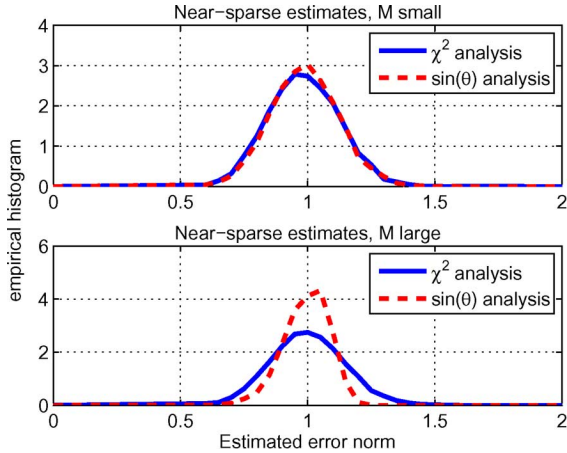 Near-sparse estimates, M small
4
3
2
1
0
χ² analysis
sin(θ) analysis
0 0.5 1 1.5 2
empirical histogram
Near-sparse estimates, M large
6
4
2
0
χ² analysis
sin(θ) analysis
0 0.5 1 1.5 2
Estimated error norm